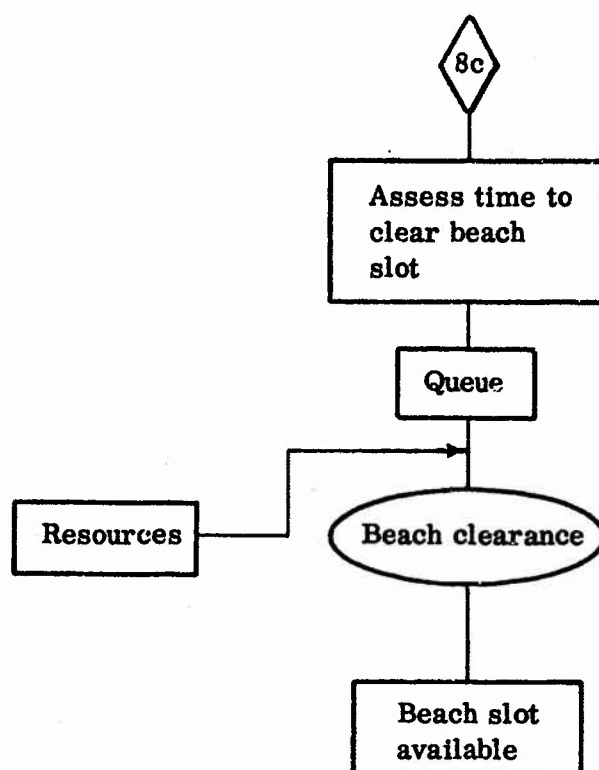 8c
Assess time to
clear beach
slot
Queue
Resources
Beach clearance
Beach slot
available